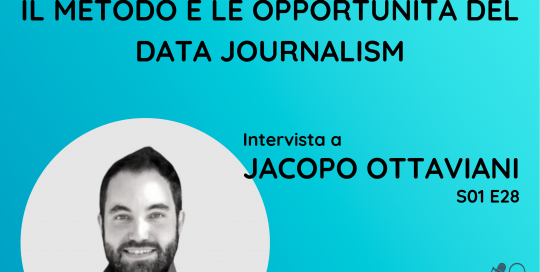 IL METODO E LE OPPORTUNITÀ DEL
DATA JOURNALISM
Intervista a
JACOPO OTTAVIANI
S01 E28